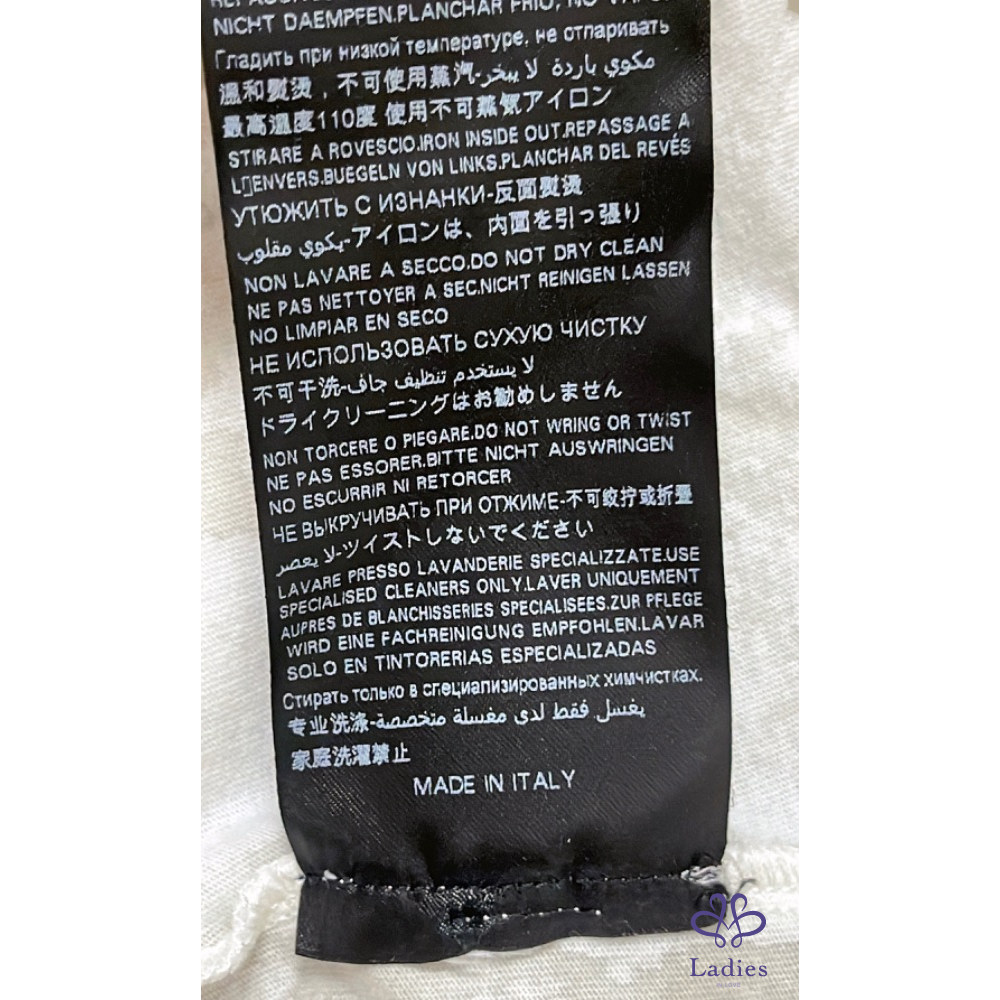 NICHT DAEMPFEN.PLANCHAR FRIO, NO VAPOR
Гладить при низкой температуре, не отпаривать
温和熨烫，不可使用蒸汽-مكوي باردة لا يبخر
最高温度110度 使用不可蒸気アイロン
STIRARE A ROVESCIO.IRON INSIDE OUT.REPASSAGE A
L▯ENVERS.BUEGELN VON LINKS.PLANCHAR DEL REVÉS
УТЮЖИТЬ С ИЗНАНКИ-反面熨烫
يكوي مقلوب-アイロンは、内面を引っ張り
NON LAVARE A SECCO.DO NOT DRY CLEAN
NE PAS NETTOYER A SEC.NICHT REINIGEN LASSEN
NO LIMPIAR EN SECO
НЕ ИСПОЛЬЗОВАТЬ СУХУЮ ЧИСТКУ
不可干洗-لا يستخدم تنظيف جاف
ドライクリーニングはお勧めしません
NON TORCERE O PIEGARE.DO NOT WRING OR TWIST
NE PAS ESSORER.BITTE NICHT AUSWRINGEN
NO ESCURRIR NI RETORCER
НЕ ВЫКРУЧИВАТЬ ПРИ ОТЖИМЕ-不可绞拧或折叠
لا يعصر-ツイストしないでください
LAVARE PRESSO LAVANDERIE SPECIALIZZATE.USE
SPECIALISED CLEANERS ONLY.LAVER UNIQUEMENT
AUPRES DE BLANCHISSERIES SPECIALISEES.ZUR PFLEGE
WIRD EINE FACHREINIGUNG EMPFOHLEN.LAVAR
SOLO EN TINTORERIAS ESPECIALIZADAS
Стирать только в специализированных химчистках.
专业洗涤-يغسل فقط لدى مغسلة متخصصة
家庭洗濯禁止
MADE IN ITALY
Ladies